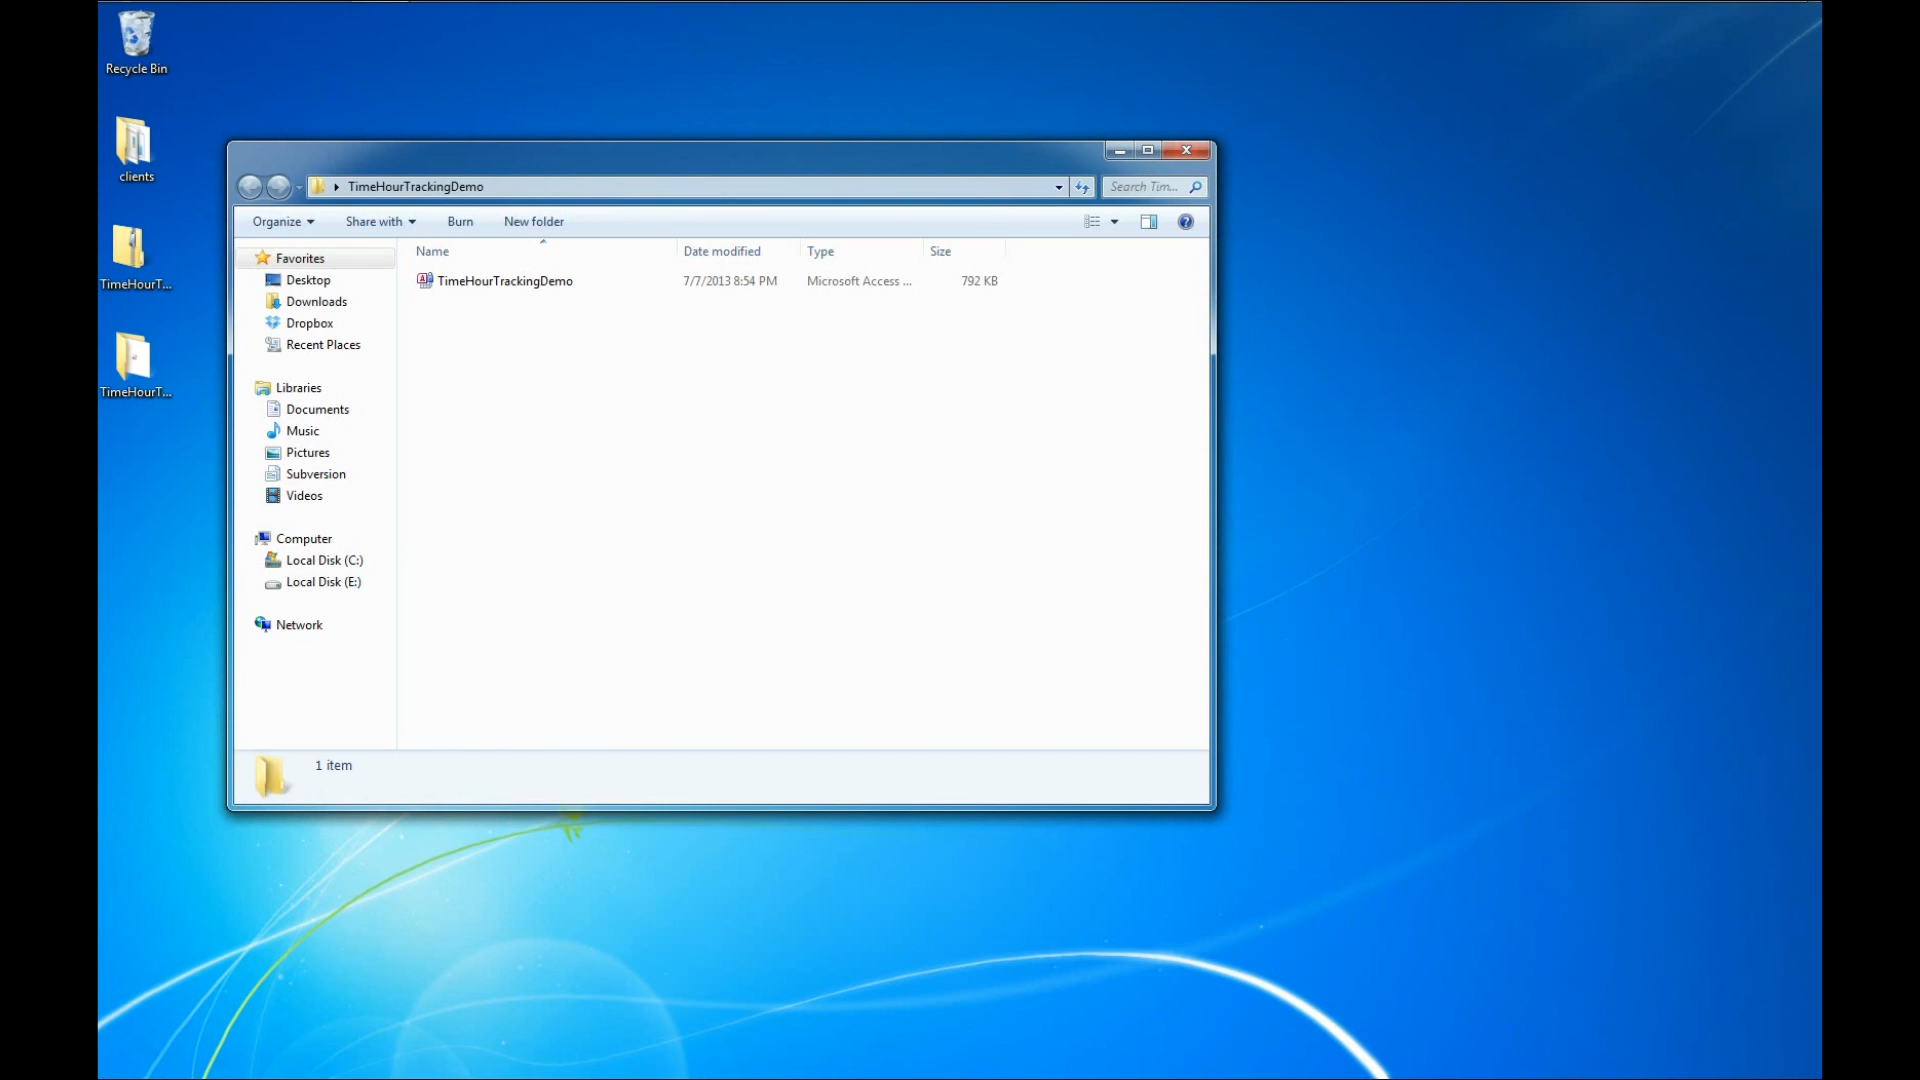 Recycle Bin
clients
TimeHourT...
TimeHourT...
TimeHourTrackingDemo
Search Tim...
Organize Share with Burn New folder
Name Date modified Type Size
TimeHourTrackingDemo 7/7/2013 8:54 PM Microsoft Access ... 792 KB
Favorites
Desktop
Downloads
Dropbox
Recent Places
Libraries
Documents
Music
Pictures
Subversion
Videos
Computer
Local Disk (C:)
Local Disk (E:)
Network
1 item